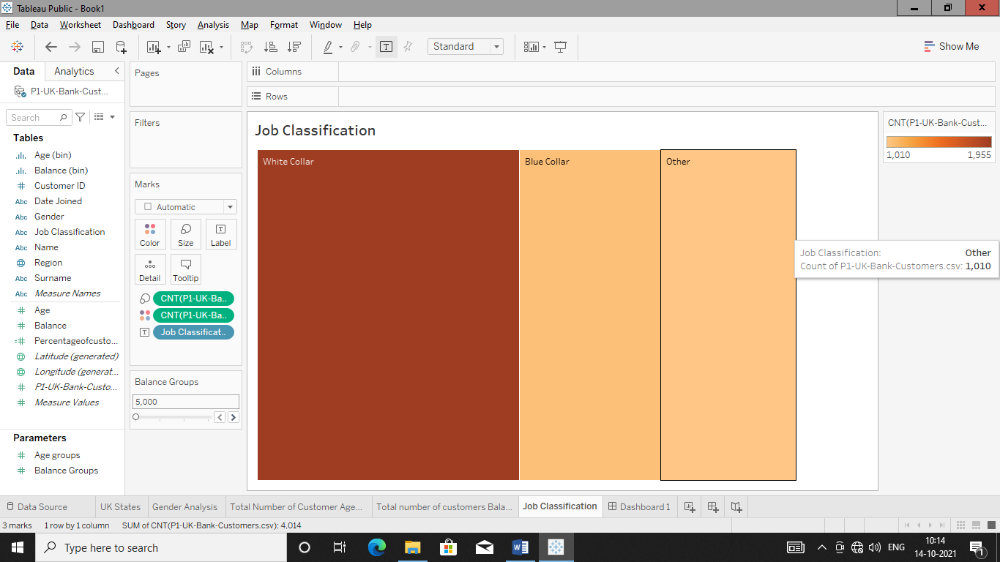 Tableau Public - Book1
File Data Worksheet Dashboard Story Analysis Map Format Window Help
Standard
Show Me
Data Analytics
P1-UK-Bank-Cust...
Search
Tables
Age (bin)
Balance (bin)
Customer ID
Abc Date Joined
Abc Gender
Abc Job Classification
Abc Name
Region
Abc Surname
Abc Measure Names
Age
Balance
Percentageofcusto...
Latitude (generated)
Longitude (generat...
P1-UK-Bank-Custo...
Measure Values
Parameters
Age groups
Balance Groups
Pages
Filters
Marks
Automatic
Color Size Label
Detail Tooltip
CNT(P1-UK-Ba..
CNT(P1-UK-Ba..
Job Classificat..
Balance Groups
5,000
Columns
Rows
Job Classification
White Collar Blue Collar Other
Job Classification: Other
Count of P1-UK-Bank-Customers.csv: 1,010
CNT(P1-UK-Bank-Cust...
1,010 1,955
Data Source UK States Gender Analysis Total Number of Customer Age... Total number of customers Bala... Job Classification Dashboard 1
3 marks 1 row by 1 column SUM of CNT(P1-UK-Bank-Customers.csv): 4,014
Type here to search
ENG
10:14
14-10-2021
1